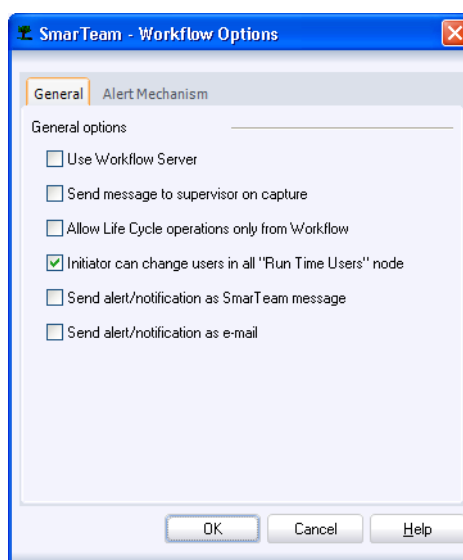 SmarTeam - Workflow Options
General Alert Mechanism
General options
Use Workflow Server
Send message to supervisor on capture
Allow Life Cycle operations only from Workflow
Initiator can change users in all "Run Time Users" node
Send alert/notification as SmarTeam message
Send alert/notification as e-mail
OK Cancel Help